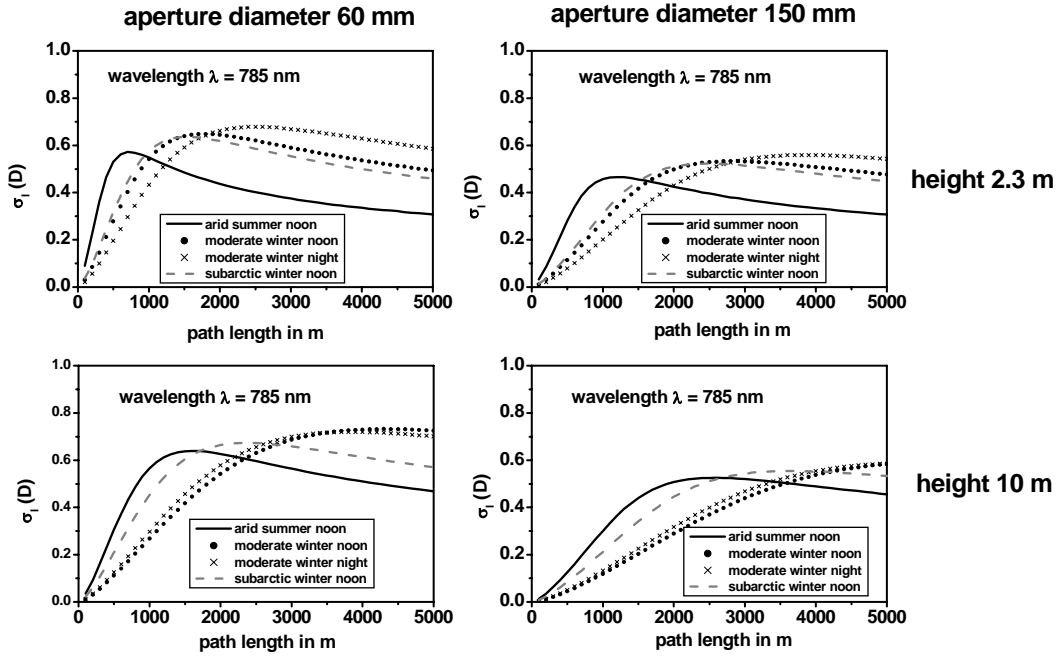 aperture diameter 60 mm
aperture diameter 150 mm
1.0
0.8
0.6
0.4
0.2
0.0
σI (D)
wavelength λ = 785 nm
arid summer noon
moderate winter noon
moderate winter night
subarctic winter noon
0 1000 2000 3000 4000 5000
path length in m
1.0
0.8
0.6
0.4
0.2
0.0
σI (D)
wavelength λ = 785 nm
arid summer noon
moderate winter noon
moderate winter night
subarctic winter noon
0 1000 2000 3000 4000 5000
path length in m
height 2.3 m
1.0
0.8
0.6
0.4
0.2
0.0
σI (D)
wavelength λ = 785 nm
arid summer noon
moderate winter noon
moderate winter night
subarctic winter noon
0 1000 2000 3000 4000 5000
path length in m
1.0
0.8
0.6
0.4
0.2
0.0
σI (D)
wavelength λ = 785 nm
arid summer noon
moderate winter noon
moderate winter night
subarctic winter noon
0 1000 2000 3000 4000 5000
path length in m
height 10 m